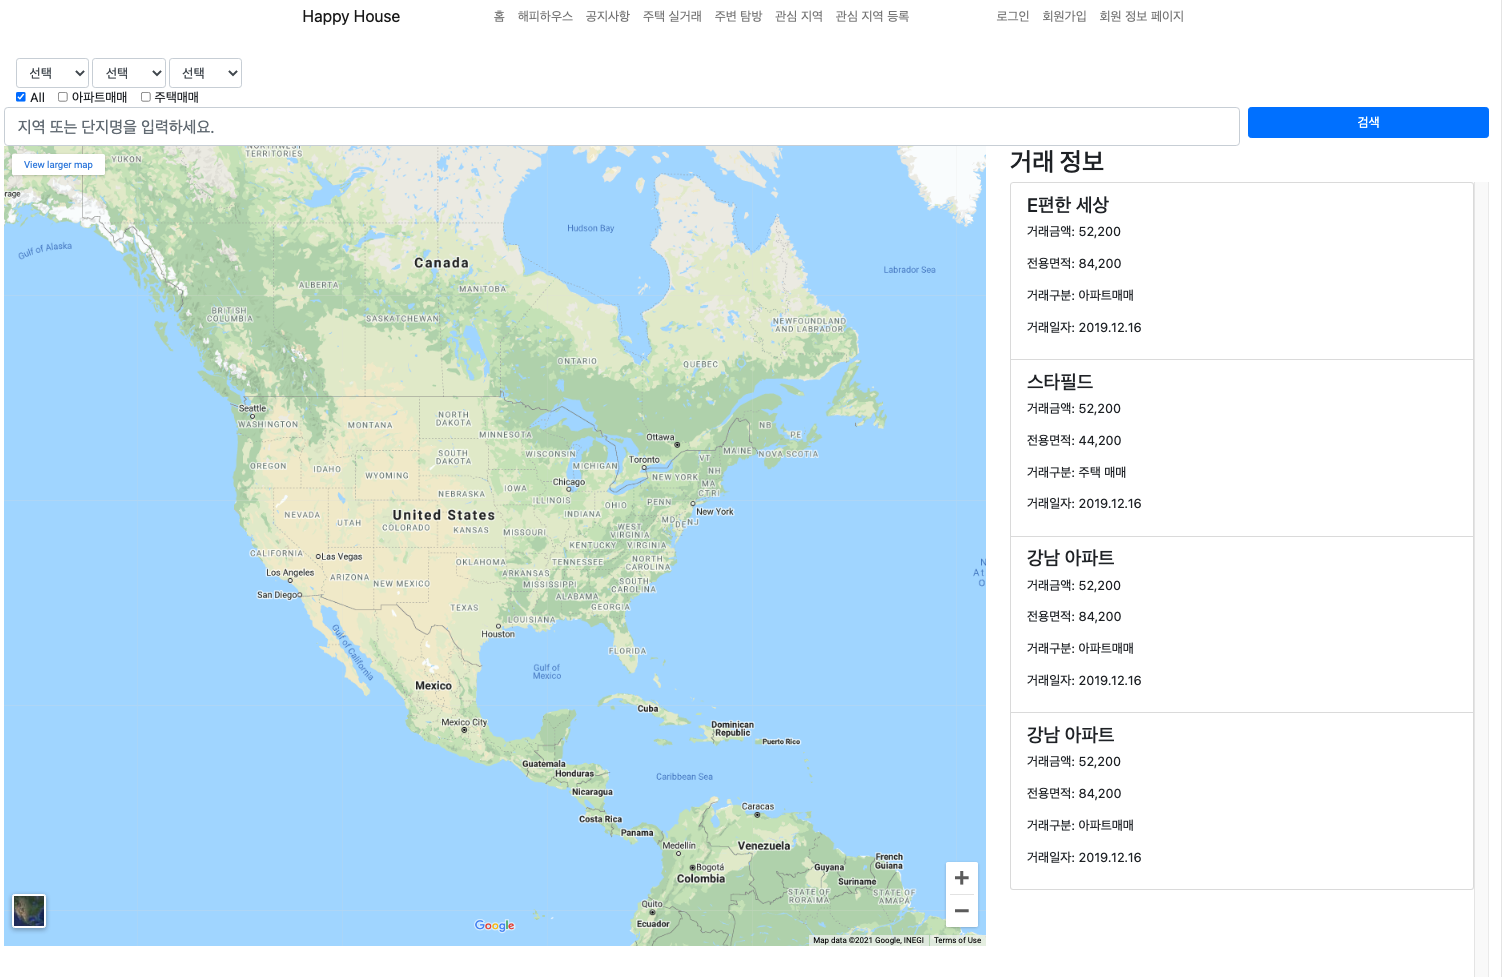 Happy House 홈 해피하우스 공지사항 주택 실거래 주변 탐방 관심 지역 관심 지역 등록 로그인 회원가입 회원 정보 페이지
선택 선택 선택
All 아파트매매 주택매매
지역 또는 단지명을 입력하세요. 검색
View larger map
YUKON
NORTHWEST
TERRITORIES
Gulf of Alaska
Hudson Bay
Canada
Labrador Sea
ALBERTA
MANITOBA
BRITISH
COLUMBIA
SASKATCHEWAN
NEWFOUNDLAND
AND LABRADOR
ONTARIO
QUEBEC
Seattle
WASHINGTON
MONTANA
NORTH
DAKOTA
MINNESOTA
Ottawa
NB
PE
MAINE
NOVA SCOTIA
OREGON
IDAHO
SOUTH
DAKOTA
WISCONSIN
MICHIGAN
Toronto
VT
NH
WYOMING
NEW YORK
MA
CT RI
Chicago
NEBRASKA
IOWA
ILLINOIS
OHIO
PENN
New York
NEVADA
UTAH
United States
COLORADO
KANSAS
MISSOURI
INDIANA
WEST
VIRGINIA
MD
DE NJ
VIRGINIA
KENTUCKY
CALIFORNIA
Las Vegas
OKLAHOMA
TENNESSEE
NORTH
CAROLINA
Los Angeles
ARIZONA
NEW MEXICO
ARKANSAS
MISSISSIPPI
SOUTH
CAROLINA
San Diego
TEXAS
ALABAMA
GEORGIA
LOUISIANA
Houston
Gulf of California
FLORIDA
Gulf of
Mexico
Mexico
Mexico City
Cuba
Dominican
Republic
Puerto Rico
Guatemala
Honduras
Caribbean Sea
Nicaragua
Caracas
Costa Rica
Panama
Medellín
Venezuela
Bogotá
Colombia
Guyana
French
Guiana
Suriname
STATE OF
RORAIMA
STATE OF
AMAPÁ
Quito
Ecuador
Google
Map data ©2021 Google, INEGI Terms of Use
거래 정보
E편한 세상
거래금액: 52,200
전용면적: 84,200
거래구분: 아파트매매
거래일자: 2019.12.16
스타필드
거래금액: 52,200
전용면적: 44,200
거래구분: 주택 매매
거래일자: 2019.12.16
강남 아파트
거래금액: 52,200
전용면적: 84,200
거래구분: 아파트매매
거래일자: 2019.12.16
강남 아파트
거래금액: 52,200
전용면적: 84,200
거래구분: 아파트매매
거래일자: 2019.12.16